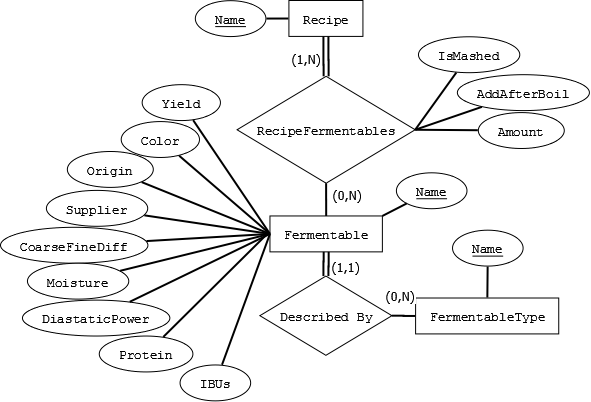 Name
Recipe
(1,N)
IsMashed
Yield
AddAfterBoil
Color
RecipeFermentables
Amount
Origin
(0,N)
Name
Supplier
Fermentable
CoarseFineDiff
Name
(1,1)
Moisture
(0,N)
DiastaticPower
Described By
FermentableType
Protein
IBUs